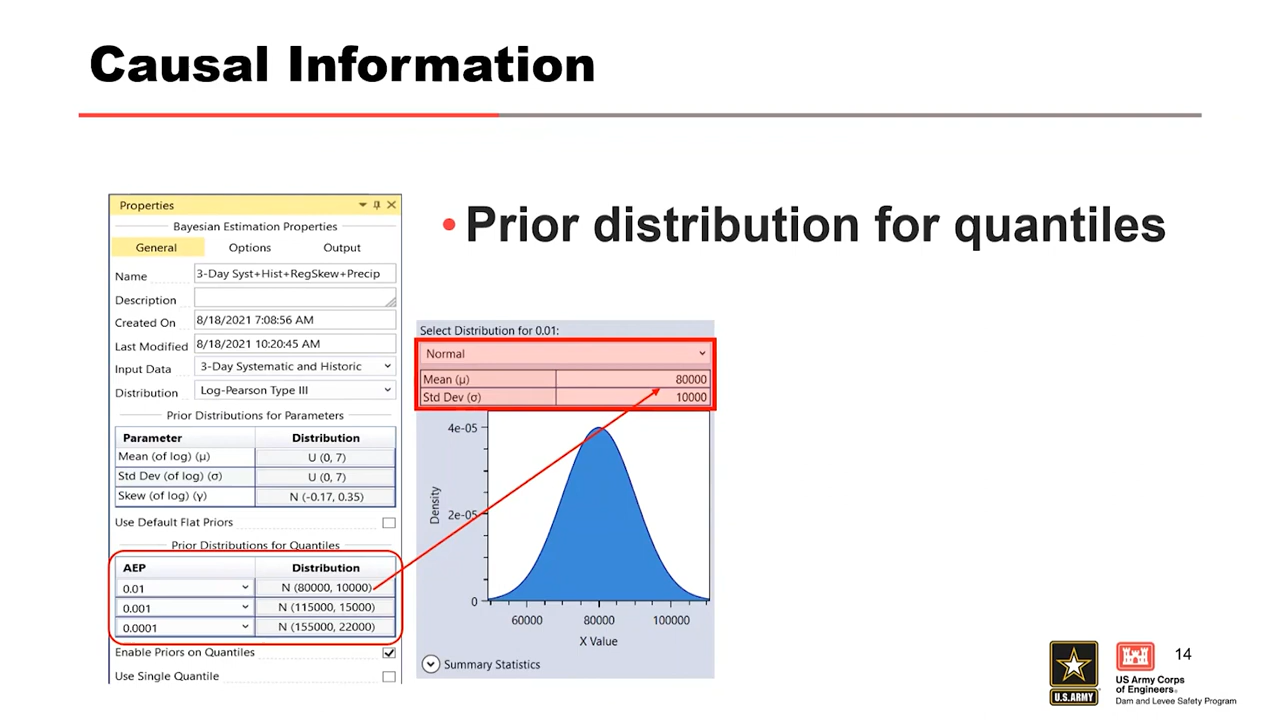 Causal Information
• Prior distribution for quantiles
Properties
Bayesian Estimation Properties
General Options Output
Name 3-Day Syst+Hist+RegSkew+Precip
Description
Created On 8/18/2021 7:08:56 AM
Last Modified 8/18/2021 10:20:45 AM
Input Data 3-Day Systematic and Historic
Distribution Log-Pearson Type III
Prior Distributions for Parameters
Parameter Distribution
Mean (of log) (μ) U (0, 7)
Std Dev (of log) (σ) U (0, 7)
Skew (of log) (γ) N (-0.17, 0.35)
Use Default Flat Priors
Prior Distributions for Quantiles
AEP Distribution
0.01 N (80000, 10000)
0.001 N (115000, 15000)
0.0001 N (155000, 22000)
Enable Priors on Quantiles
Use Single Quantile
Select Distribution for 0.01:
Normal
Mean (μ) 80000
Std Dev (σ) 10000
4e-05
2e-05
0
Density
60000 80000 100000
X Value
Summary Statistics
U.S.ARMY
US Army Corps
of Engineers®
Dam and Levee Safety Program
14